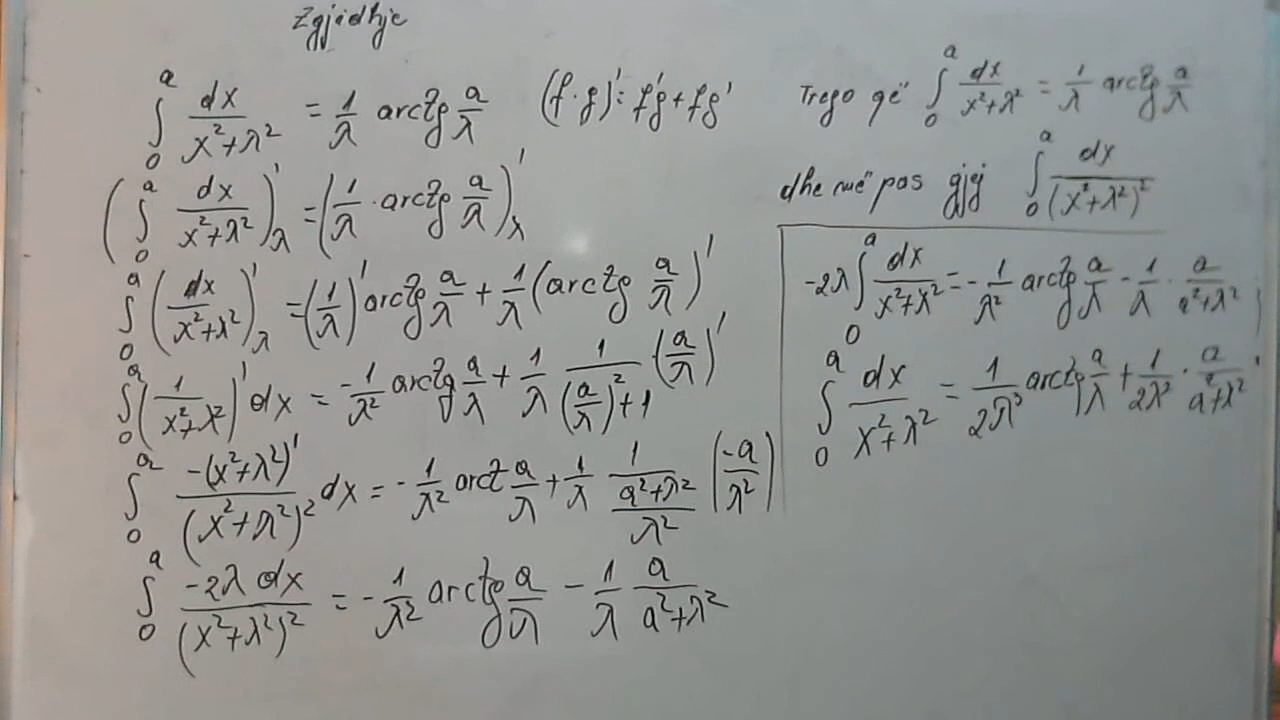 Zgjidhje
∫₀ᵃ dx/(x²+λ²) = 1/λ arctg a/λ (f·g)': f'g+fg'
(∫₀ᵃ dx/(x²+λ²))'λ = (1/λ · arctg a/λ)'λ
∫₀ᵃ (dx/(x²+λ²))'λ = (1/λ)' arctg a/λ + 1/λ (arctg a/λ)'
∫₀ᵃ (1/(x²+λ²))' dx = -1/λ² arctg a/λ + 1/λ 1/((a/λ)²+1) · (a/λ)'
∫₀ᵃ -(x²+λ²)'/(x²+λ²)² dx = -1/λ² arct a/λ + 1/λ 1/((a²+λ²)/λ²) (-a/λ²)
∫₀ᵃ -2λ dx/(x²+λ²)² = -1/λ² arctg a/λ - 1/λ a/(a²+λ²)
Trego që ∫₀ᵃ dx/(x²+λ²) = 1/λ arctg a/λ
dhe më pas gjej ∫₀ᵃ dx/(x²+λ²)²
-2λ ∫₀ᵃ dx/(x²+λ²) = -1/λ² arctg a/λ - 1/λ · a/(a²+λ²)
∫₀ᵃ dx/(x²+λ²) = 1/(2λ³) arctg a/λ + 1/(2λ²) · a/(a²+λ²)